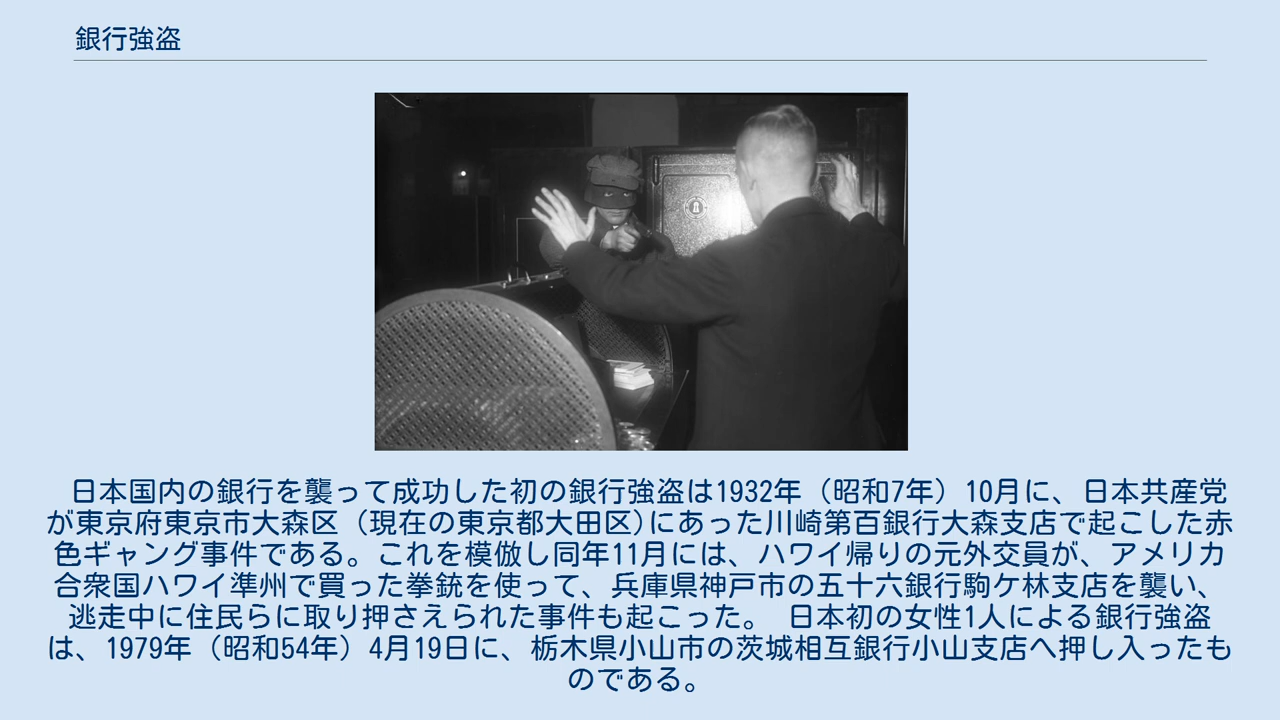 銀行強盗
日本国内の銀行を襲って成功した初の銀行強盗は1932年（昭和7年）10月に、日本共産党
が東京府東京市大森区（現在の東京都大田区)にあった川崎第百銀行大森支店で起こした赤
色ギャング事件である。これを模倣し同年11月には、ハワイ帰りの元外交員が、アメリカ
合衆国ハワイ準州で買った拳銃を使って、兵庫県神戸市の五十六銀行駒ケ林支店を襲い、
逃走中に住民らに取り押さえられた事件も起こった。 日本初の女性1人による銀行強盗
は、1979年（昭和54年）4月19日に、栃木県小山市の茨城相互銀行小山支店へ押し入ったも
のである。